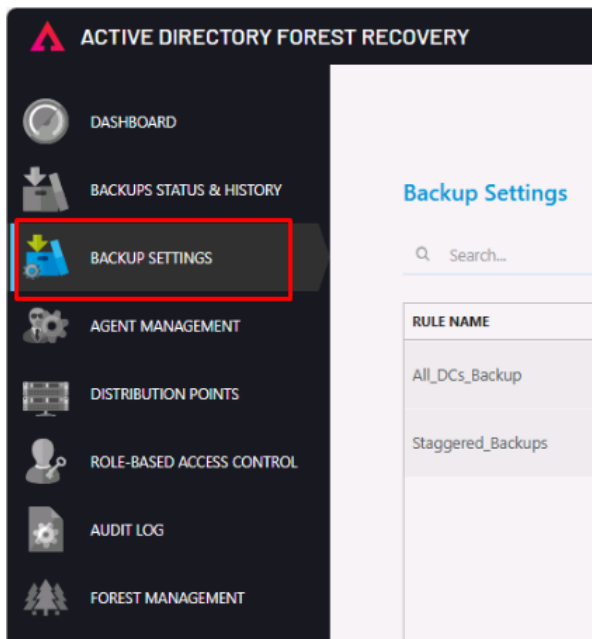 ACTIVE DIRECTORY FOREST RECOVERY
DASHBOARD
BACKUPS STATUS & HISTORY
BACKUP SETTINGS
AGENT MANAGEMENT
DISTRIBUTION POINTS
ROLE-BASED ACCESS CONTROL
AUDIT LOG
FOREST MANAGEMENT
Backup Settings
Search...
RULE NAME
All_DCs_Backup
Staggered_Backups